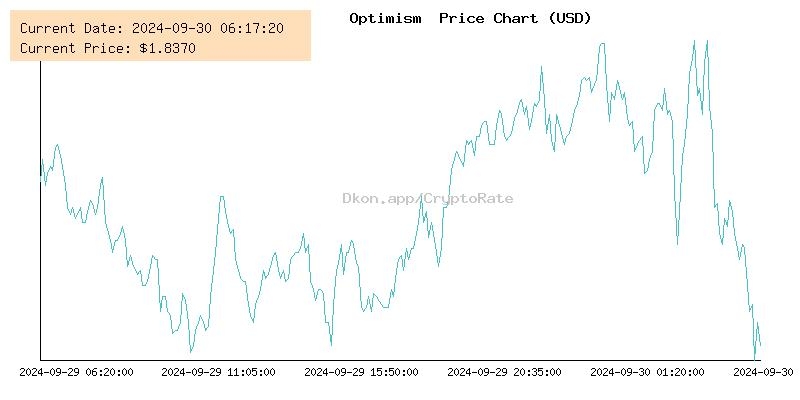 Optimism  Price Chart (USD)
Current Date: 2024-09-30 06:17:20
Current Price: $1.8370
Dkon.app/CryptoRate
2024-09-29 06:20:00 2024-09-29 11:05:00 2024-09-29 15:50:00 2024-09-29 20:35:00 2024-09-30 01:20:00 2024-09-30